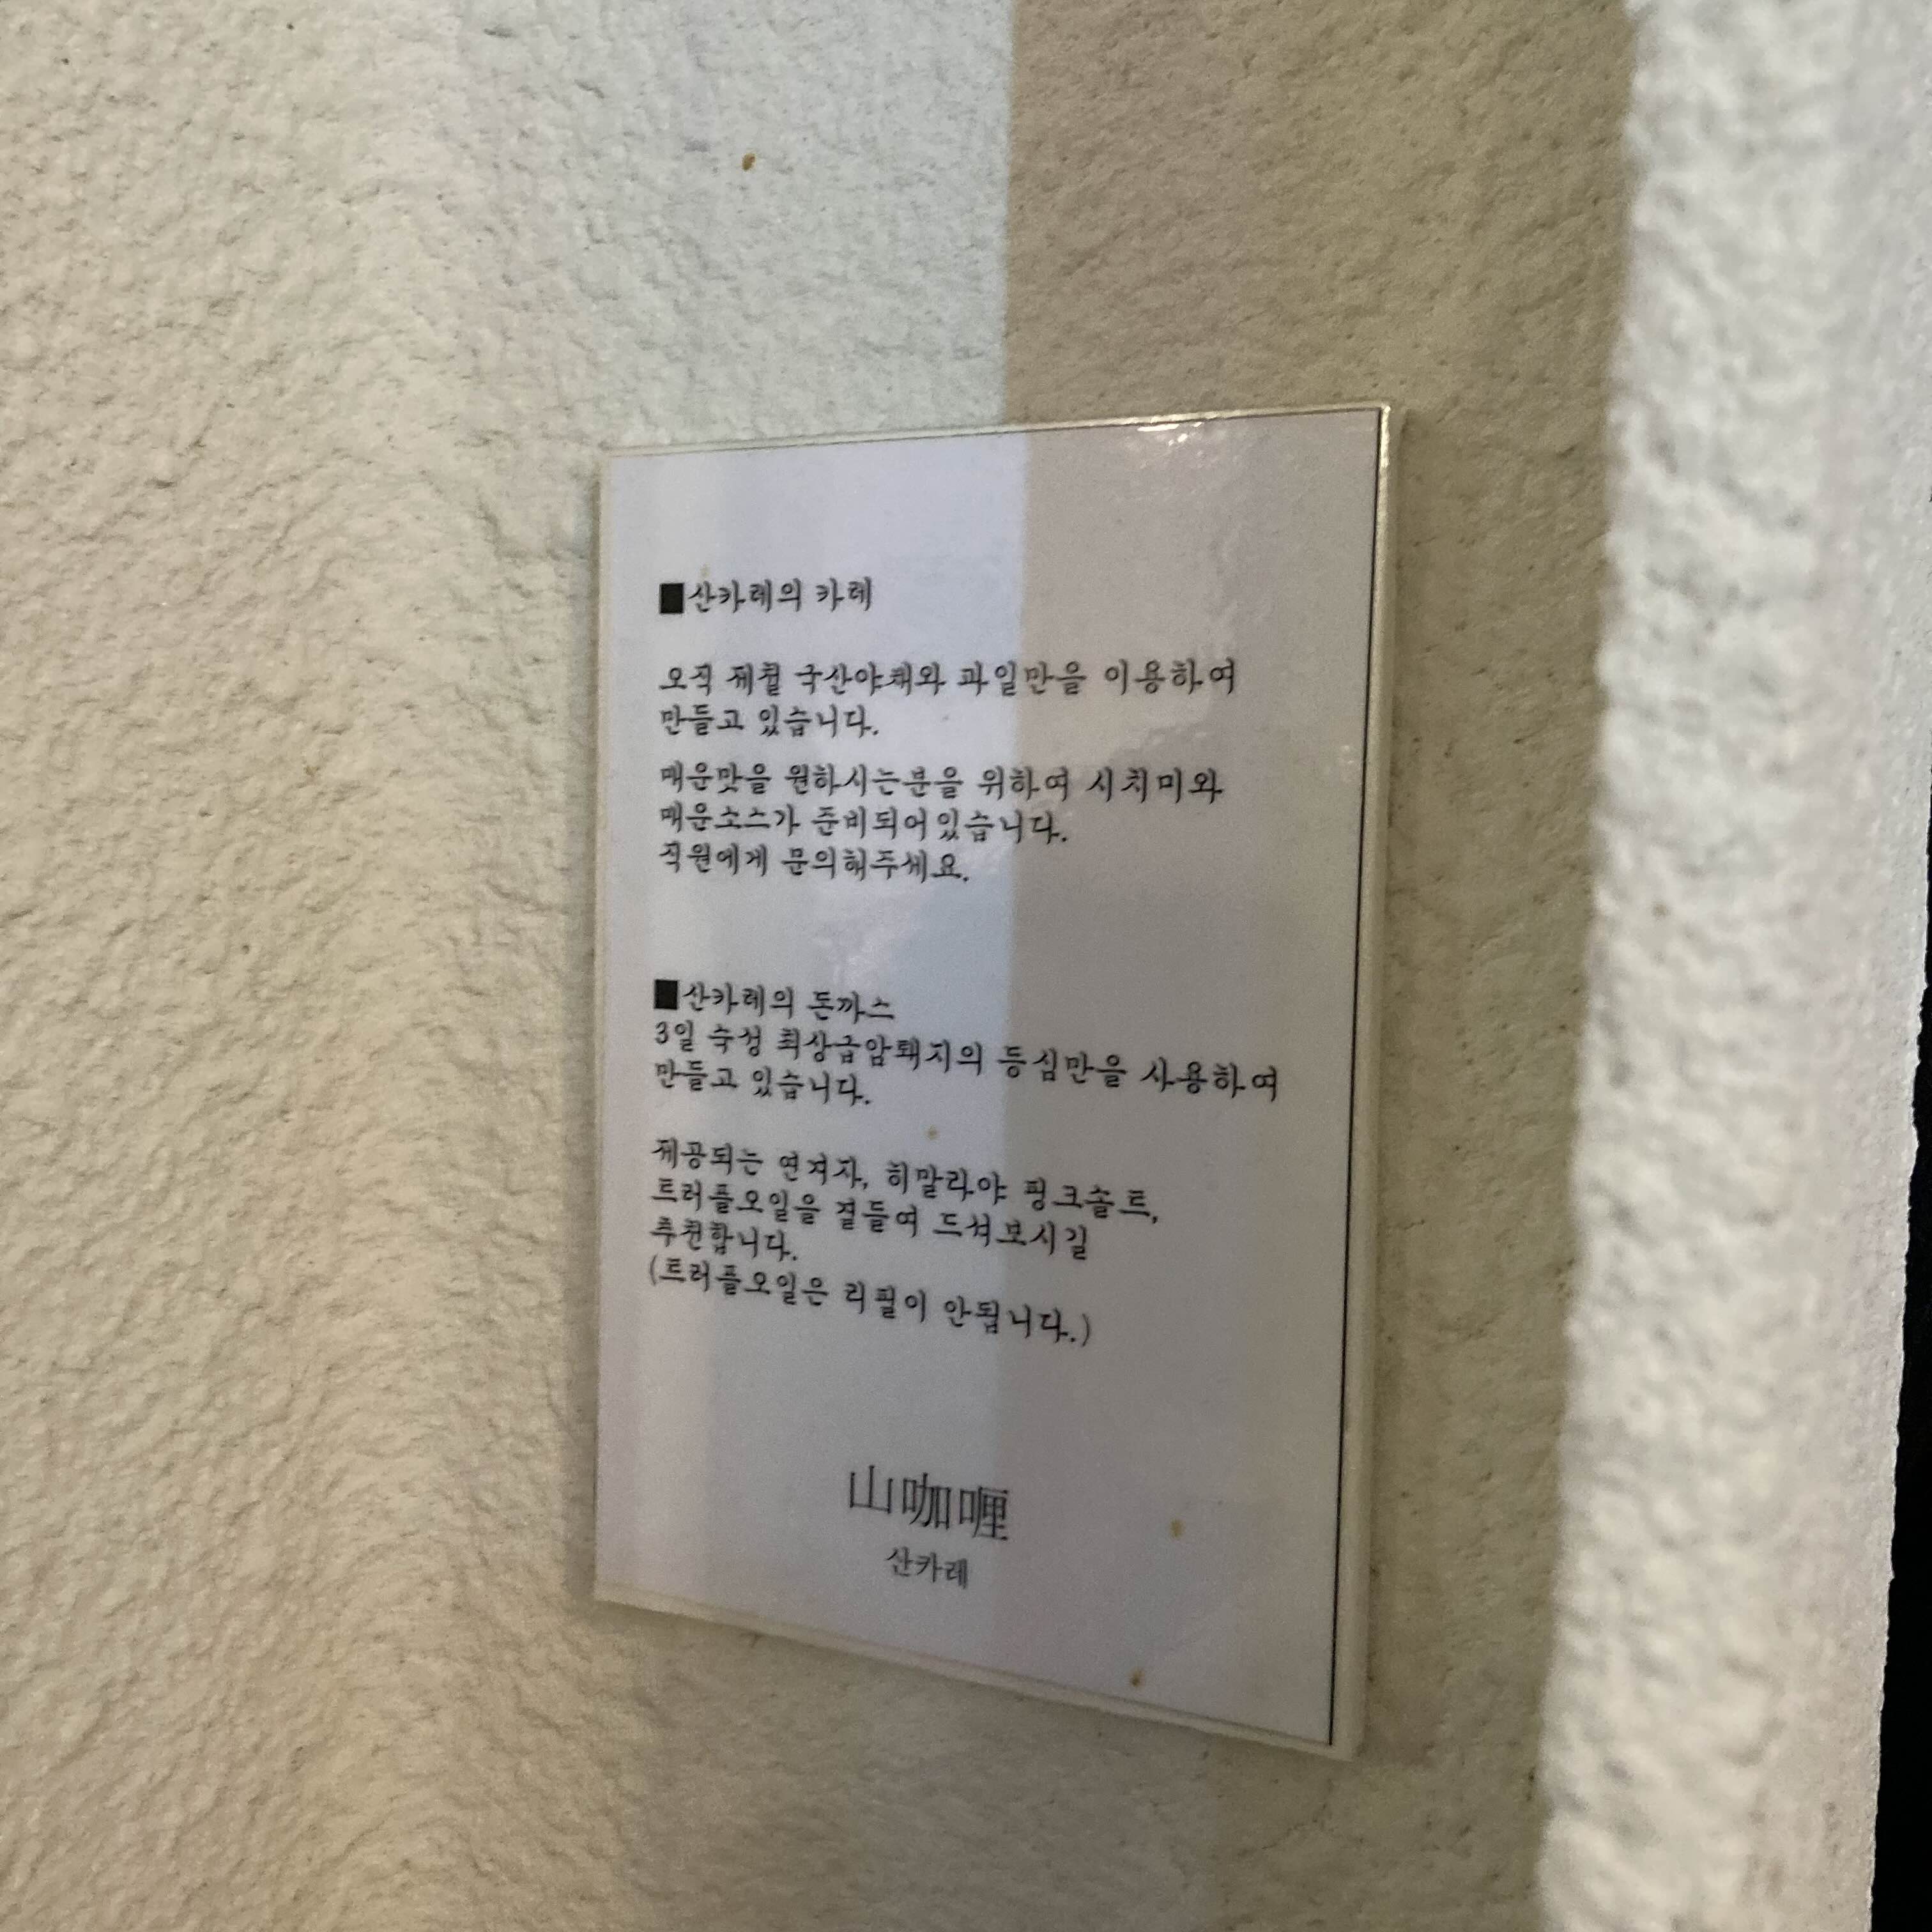 ■산카레의 카레
오직 제철 국산야채와 과일만을 이용하여
만들고 있습니다.
매운맛을 원하시는분을 위하여 시치미와
매운소스가 준비되어있습니다.
직원에게 문의해주세요.
■산카레의 돈까스
3일 숙성 최상급암퇘지의 등심만을 사용하여
만들고 있습니다.
제공되는 연겨자, 히말라야 핑크솔트,
트러플오일을 곁들여 드셔보시길
추천합니다.
(트러플오일은 리필이 안됩니다.)
山咖喱
산카레